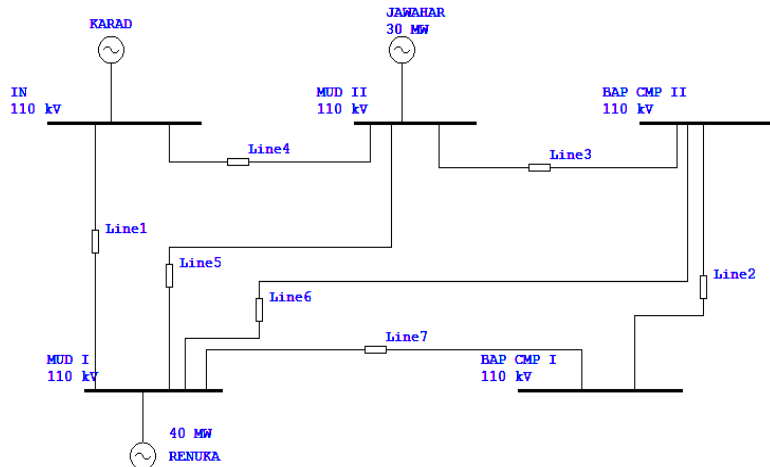 KARAD
JAWAHAR
30 MW
IN
110 kV
MUD II
110 kV
BAP CMP II
110 kV
Line4
Line3
Line1
Line5
Line2
Line6
Line7
MUD I
110 kV
BAP CMP I
110 kV
40 MW
RENUKA